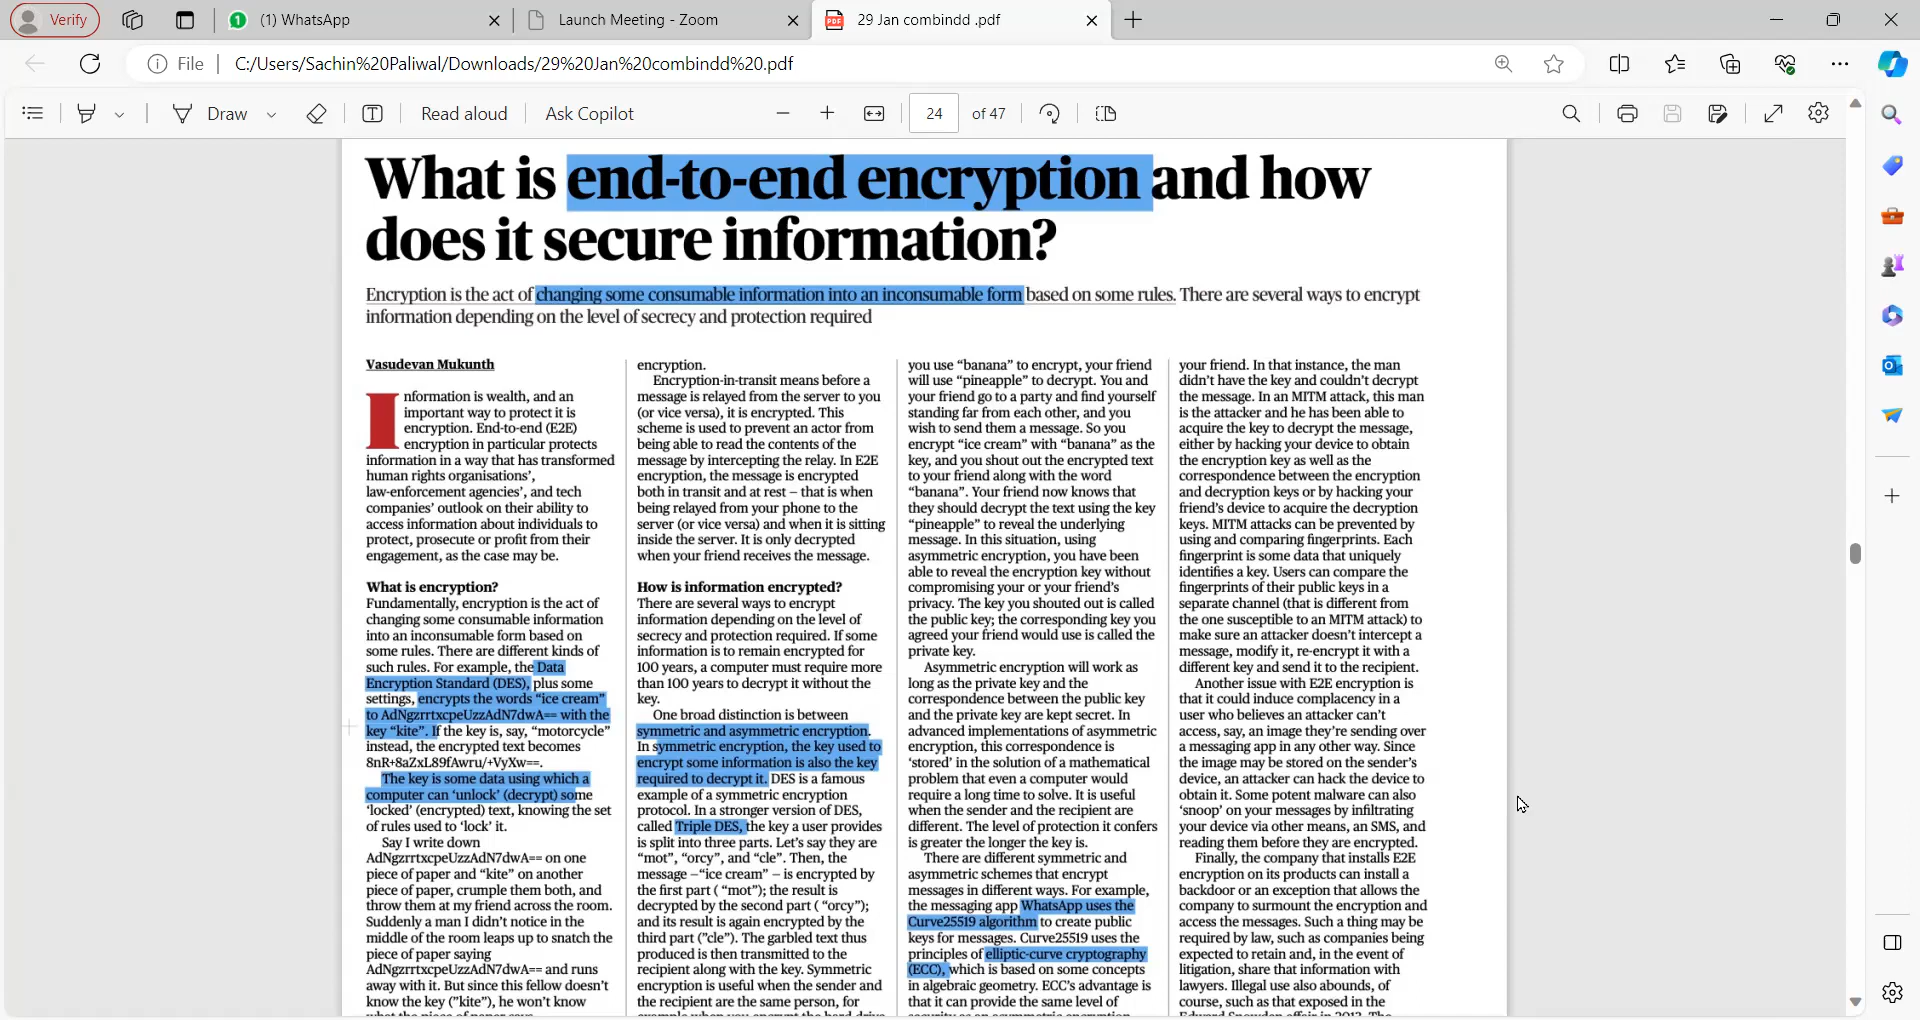 Verify
(1) WhatsApp
Launch Meeting - Zoom
29 Jan combindd .pdf
File
C:/Users/Sachin%20Paliwal/Downloads/29%20Jan%20combindd%20.pdf
Draw
Read aloud
Ask Copilot
24
of 47
What is end-to-end encryption and how
does it secure information?
Encryption is the act of changing some consumable information into an inconsumable form based on some rules. There are several ways to encrypt
information depending on the level of secrecy and protection required
Vasudevan Mukunth
Information is wealth, and an
important way to protect it is
encryption. End-to-end (E2E)
encryption in particular protects
information in a way that has transformed
human rights organisations’,
law-enforcement agencies’, and tech
companies’ outlook on their ability to
access information about individuals to
protect, prosecute or profit from their
engagement, as the case may be.
What is encryption?
Fundamentally, encryption is the act of
changing some consumable information
into an inconsumable form based on
some rules. There are different kinds of
such rules. For example, the Data
Encryption Standard (DES), plus some
settings, encrypts the words “ice cream”
to AdNgzrrtxcpeUzzAdN7dwA== with the
key “kite”. If the key is, say, “motorcycle”
instead, the encrypted text becomes
8nR+8aZxL89fAwru/+VyXw==.
The key is some data using which a
computer can ‘unlock’ (decrypt) some
‘locked’ (encrypted) text, knowing the set
of rules used to ‘lock’ it.
Say I write down
AdNgzrrtxcpeUzzAdN7dwA== on one
piece of paper and “kite” on another
piece of paper, crumple them both, and
throw them at my friend across the room.
Suddenly a man I didn’t notice in the
middle of the room leaps up to snatch the
piece of paper saying
AdNgzrrtxcpeUzzAdN7dwA== and runs
away with it. But since this fellow doesn’t
know the key (”kite”), he won’t know
encryption.
Encryption-in-transit means before a
message is relayed from the server to you
(or vice versa), it is encrypted. This
scheme is used to prevent an actor from
being able to read the contents of the
message by intercepting the relay. In E2E
encryption, the message is encrypted
both in transit and at rest – that is when
being relayed from your phone to the
server (or vice versa) and when it is sitting
inside the server. It is only decrypted
when your friend receives the message.
How is information encrypted?
There are several ways to encrypt
information depending on the level of
secrecy and protection required. If some
information is to remain encrypted for
100 years, a computer must require more
than 100 years to decrypt it without the
key.
One broad distinction is between
symmetric and asymmetric encryption.
In symmetric encryption, the key used to
encrypt some information is also the key
required to decrypt it. DES is a famous
example of a symmetric encryption
protocol. In a stronger version of DES,
called Triple DES, the key a user provides
is split into three parts. Let’s say they are
“mot”, “orcy”, and “cle”. Then, the
message –“ice cream” – is encrypted by
the first part ( “mot”); the result is
decrypted by the second part ( “orcy”);
and its result is again encrypted by the
third part (”cle”). The garbled text thus
produced is then transmitted to the
recipient along with the key. Symmetric
encryption is useful when the sender and
the recipient are the same person, for
you use “banana” to encrypt, your friend
will use “pineapple” to decrypt. You and
your friend go to a party and find yourself
standing far from each other, and you
wish to send them a message. So you
encrypt “ice cream” with “banana” as the
key, and you shout out the encrypted text
to your friend along with the word
“banana”. Your friend now knows that
they should decrypt the text using the key
“pineapple” to reveal the underlying
message. In this situation, using
asymmetric encryption, you have been
able to reveal the encryption key without
compromising your or your friend’s
privacy. The key you shouted out is called
the public key; the corresponding key you
agreed your friend would use is called the
private key.
Asymmetric encryption will work as
long as the private key and the
correspondence between the public key
and the private key are kept secret. In
advanced implementations of asymmetric
encryption, this correspondence is
‘stored’ in the solution of a mathematical
problem that even a computer would
require a long time to solve. It is useful
when the sender and the recipient are
different. The level of protection it confers
is greater the longer the key is.
There are different symmetric and
asymmetric schemes that encrypt
messages in different ways. For example,
the messaging app WhatsApp uses the
Curve25519 algorithm to create public
keys for messages. Curve25519 uses the
principles of elliptic-curve cryptography
(ECC), which is based on some concepts
in algebraic geometry. ECC’s advantage is
that it can provide the same level of
your friend. In that instance, the man
didn’t have the key and couldn’t decrypt
the message. In an MITM attack, this man
is the attacker and he has been able to
acquire the key to decrypt the message,
either by hacking your device to obtain
the encryption key as well as the
correspondence between the encryption
and decryption keys or by hacking your
friend’s device to acquire the decryption
keys. MITM attacks can be prevented by
using and comparing fingerprints. Each
fingerprint is some data that uniquely
identifies a key. Users can compare the
fingerprints of their public keys in a
separate channel (that is different from
the one susceptible to an MITM attack) to
make sure an attacker doesn’t intercept a
message, modify it, re-encrypt it with a
different key and send it to the recipient.
Another issue with E2E encryption is
that it could induce complacency in a
user who believes an attacker can’t
access, say, an image they’re sending over
a messaging app in any other way. Since
the image may be stored on the sender’s
device, an attacker can hack the device to
obtain it. Some potent malware can also
‘snoop’ on your messages by infiltrating
your device via other means, an SMS, and
reading them before they are encrypted.
Finally, the company that installs E2E
encryption on its products can install a
backdoor or an exception that allows the
company to surmount the encryption and
access the messages. Such a thing may be
required by law, such as companies being
expected to retain and, in the event of
litigation, share that information with
lawyers. Illegal use also abounds, of
course, such as that exposed in the